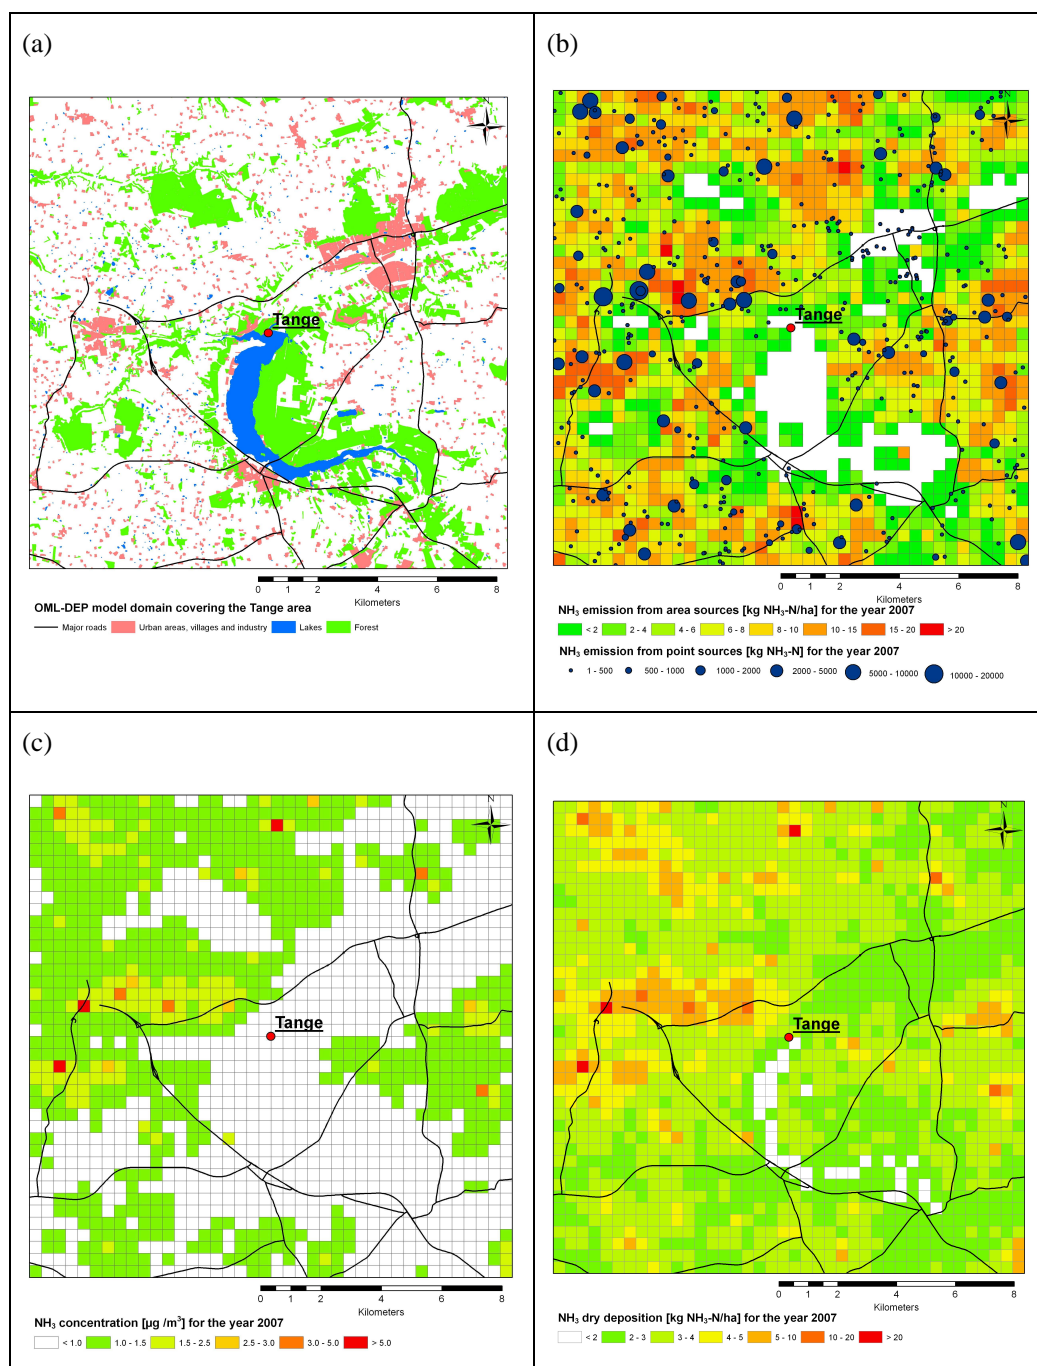 (a)
N
Tange
0 1 2 4 6 8
Kilometers
OML-DEP model domain covering the Tange area
Major roads Urban areas, villages and industry Lakes Forest
(b)
N
Tange
0 1 2 4 6 8
Kilometers
NH₃ emission from area sources [kg NH₃-N/ha] for the year 2007
< 2 2 - 4 4 - 6 6 - 8 8 - 10 10 - 15 15 - 20 > 20
NH₃ emission from point sources [kg NH₃-N] for the year 2007
1 - 500 500 - 1000 1000 - 2000 2000 - 5000 5000 - 10000 10000 - 20000
(c)
N
Tange
0 1 2 4 6 8
Kilometers
NH₃ concentration [µg /m³] for the year 2007
< 1.0 1.0 - 1.5 1.5 - 2.5 2.5 - 3.0 3.0 - 5.0 > 5.0
(d)
N
Tange
0 1 2 4 6 8
Kilometers
NH₃ dry deposition [kg NH₃-N/ha] for the year 2007
< 2 2 - 3 3 - 4 4 - 5 5 - 10 10 - 20 > 20